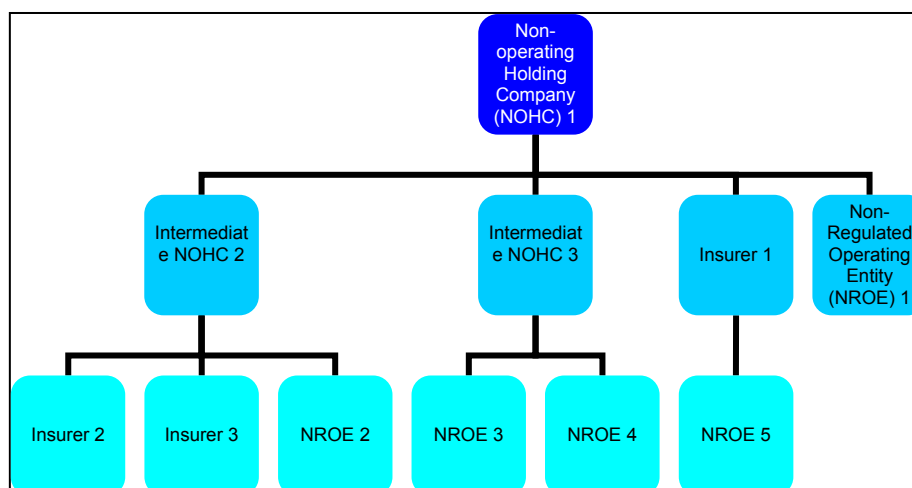 Non-
operating
Holding
Company
(NOHC) 1
Intermediat
e NOHC 2
Intermediat
e NOHC 3
Insurer 1
Non-
Regulated
Operating
Entity
(NROE) 1
Insurer 2
Insurer 3
NROE 2
NROE 3
NROE 4
NROE 5